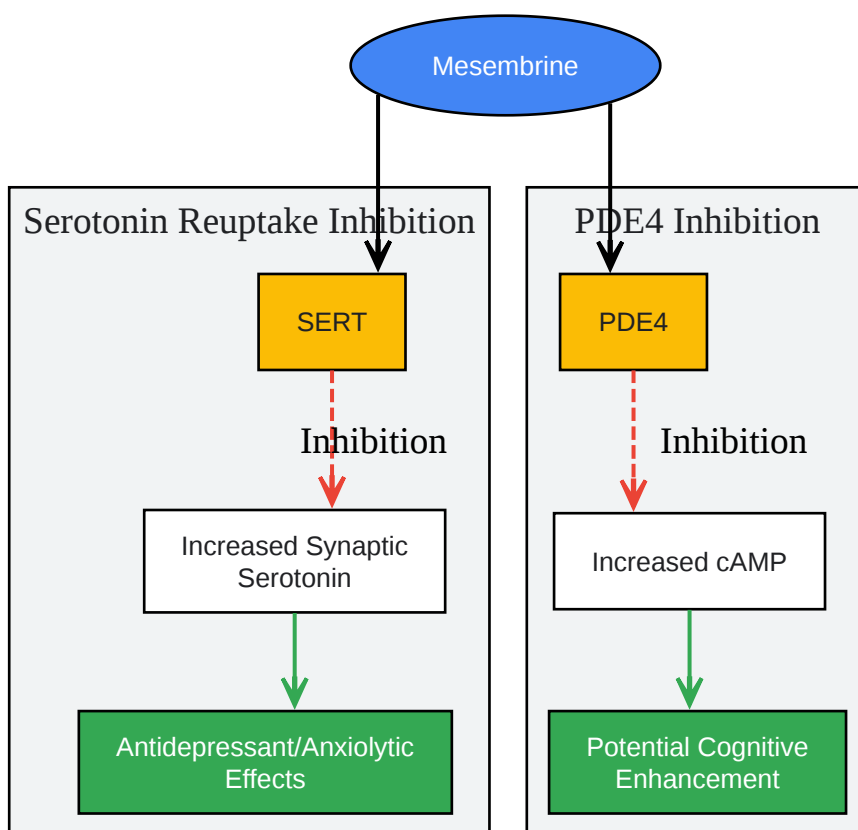 Mesembrine
Serotonin Reuptake Inhibition
PDE4 Inhibition
SERT
PDE4
Inhibition
Inhibition
Increased Synaptic
Serotonin
Increased cAMP
Antidepressant/Anxiolytic
Effects
Potential Cognitive
Enhancement